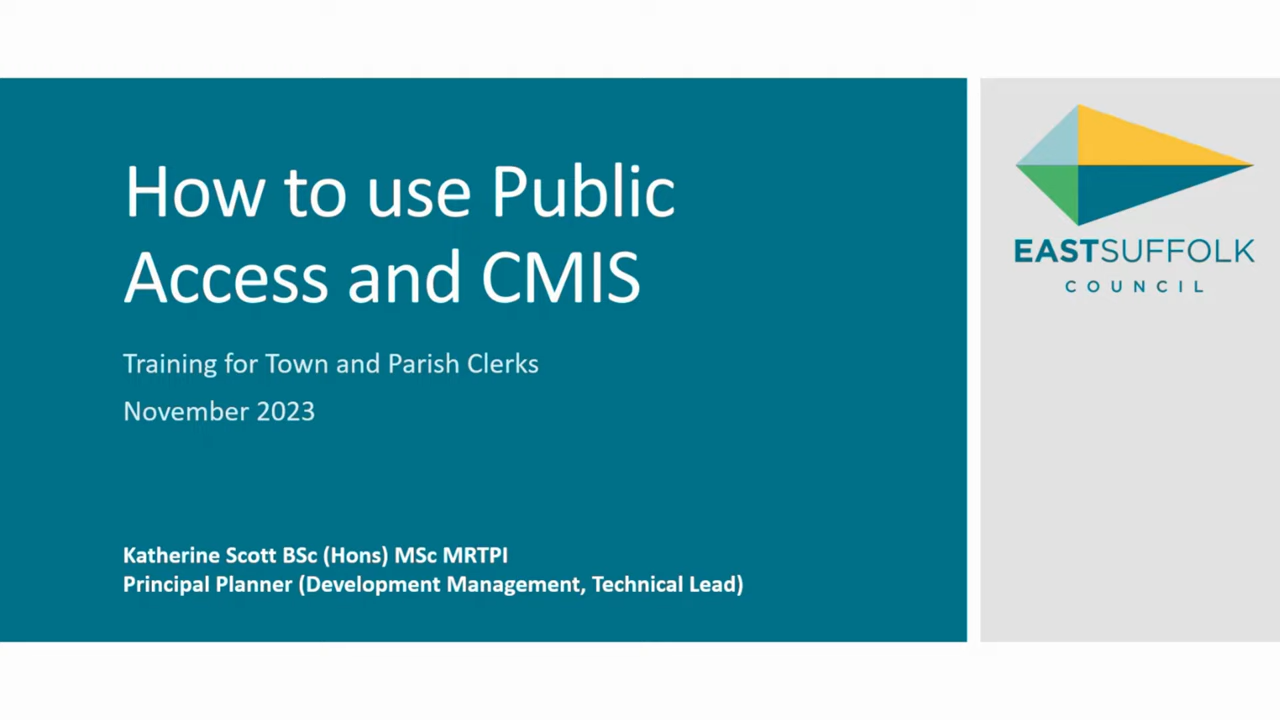 How to use Public
Access and CMIS
Training for Town and Parish Clerks
November 2023
Katherine Scott BSc (Hons) MSc MRTPI
Principal Planner (Development Management, Technical Lead)
EASTSUFFOLK
COUNCIL